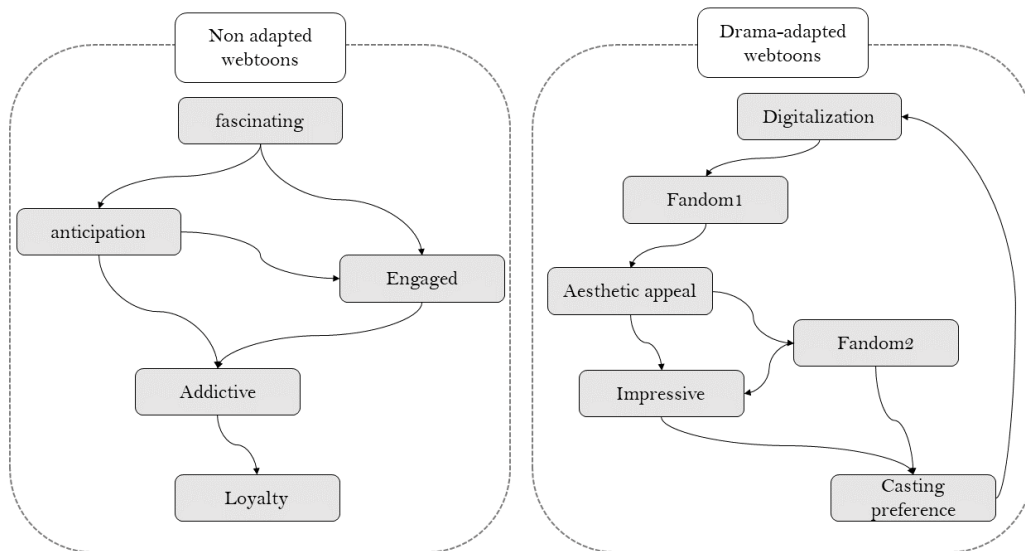 Non adapted
webtoons
fascinating
anticipation
Engaged
Addictive
Loyalty
Drama-adapted
webtoons
Digitalization
Fandom1
Aesthetic appeal
Fandom2
Impressive
Casting
preference